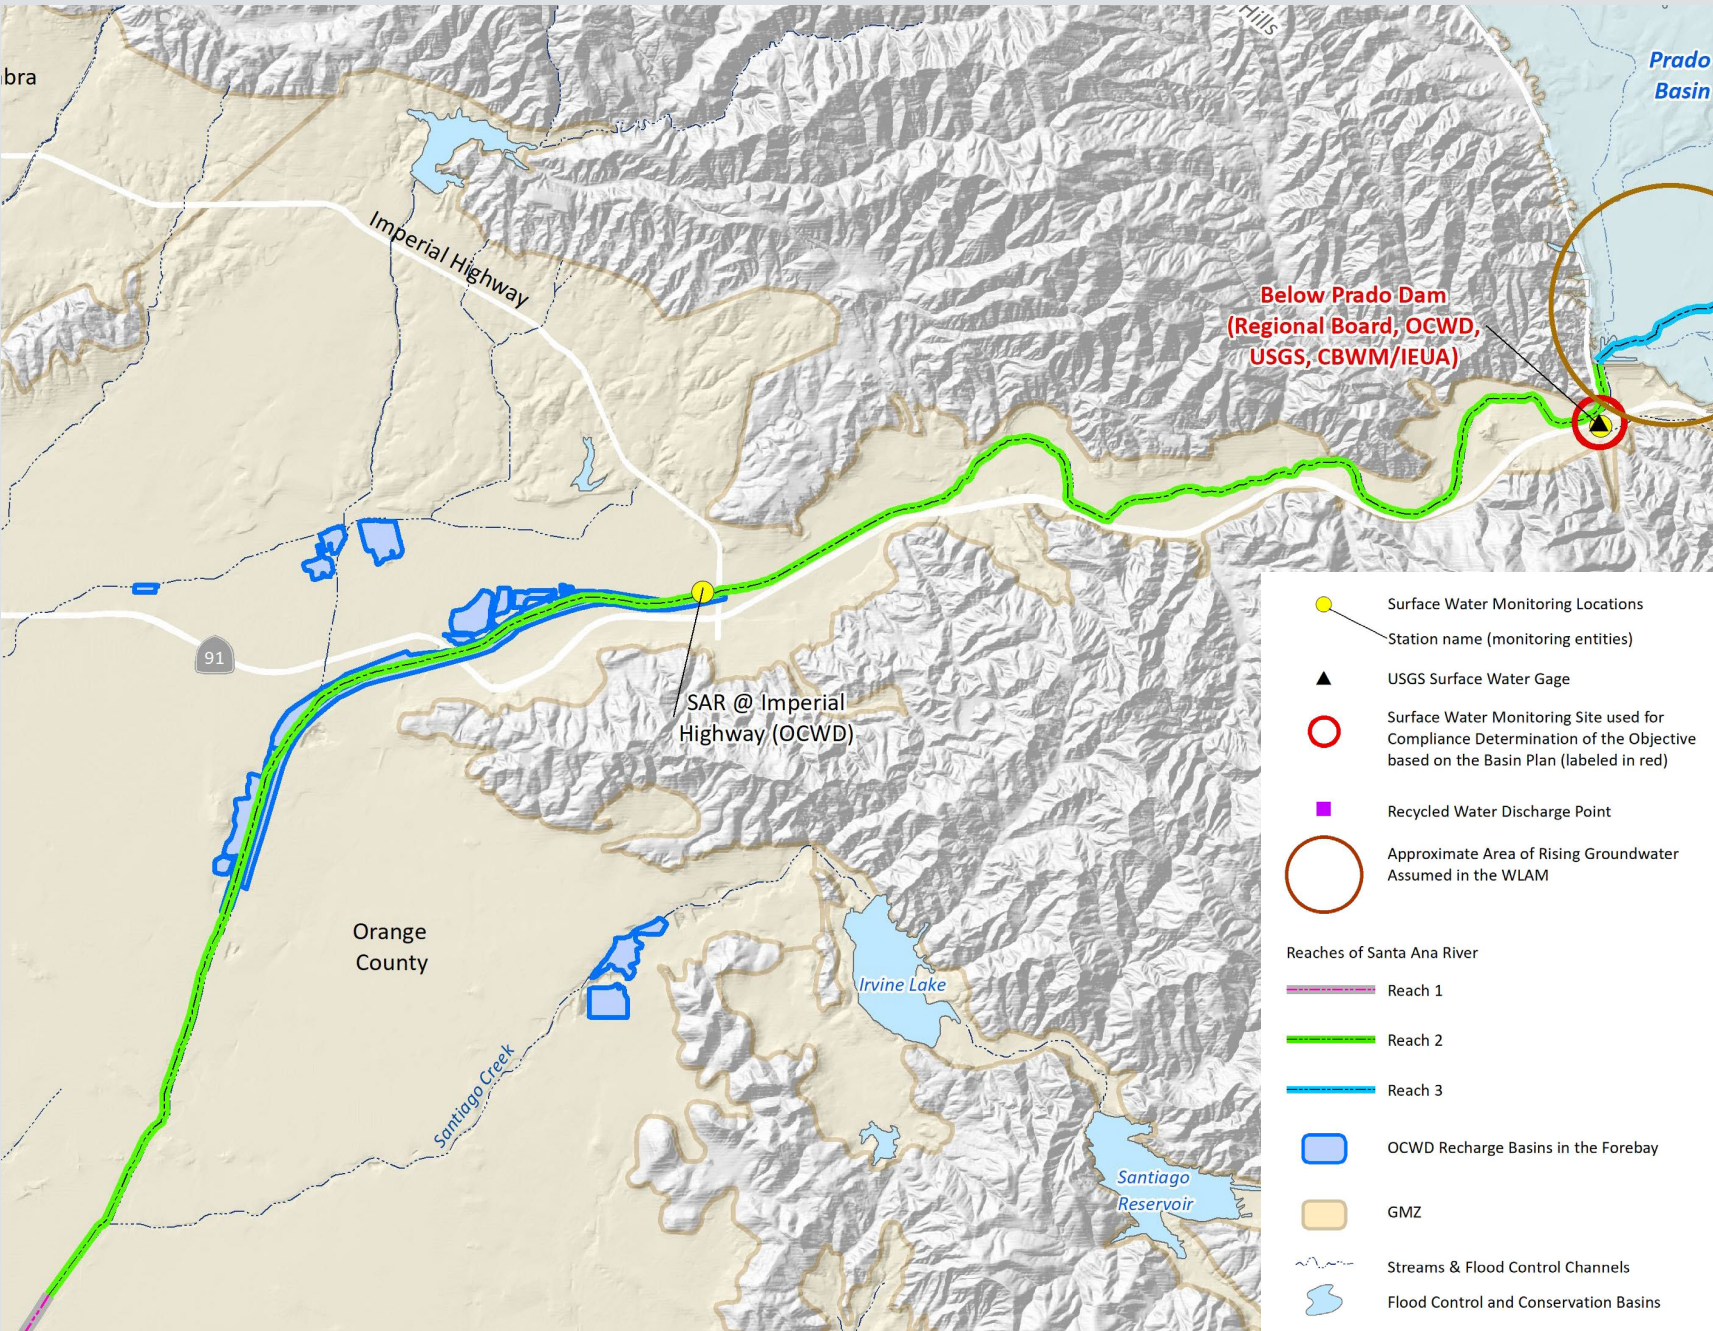 Hills
Prado
Basin
bra
Imperial Highway
Below Prado Dam
(Regional Board, OCWD,
USGS, CBWM/IEUA)
91
SAR @ Imperial
Highway (OCWD)
Orange
County
Irvine Lake
Santiago Creek
Santiago
Reservoir
Surface Water Monitoring Locations
Station name (monitoring entities)
USGS Surface Water Gage
Surface Water Monitoring Site used for
Compliance Determination of the Objective
based on the Basin Plan (labeled in red)
Recycled Water Discharge Point
Approximate Area of Rising Groundwater
Assumed in the WLAM
Reaches of Santa Ana River
Reach 1
Reach 2
Reach 3
OCWD Recharge Basins in the Forebay
GMZ
Streams & Flood Control Channels
Flood Control and Conservation Basins